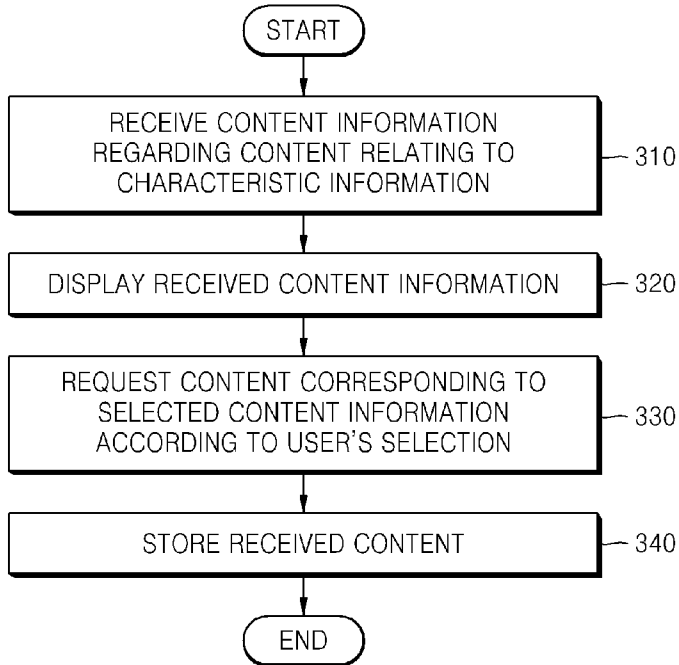 START
RECEIVE CONTENT INFORMATION
REGARDING CONTENT RELATING TO
CHARACTERISTIC INFORMATION
310
DISPLAY RECEIVED CONTENT INFORMATION
320
REQUEST CONTENT CORRESPONDING TO
SELECTED CONTENT INFORMATION
ACCORDING TO USER'S SELECTION
330
STORE RECEIVED CONTENT
340
END